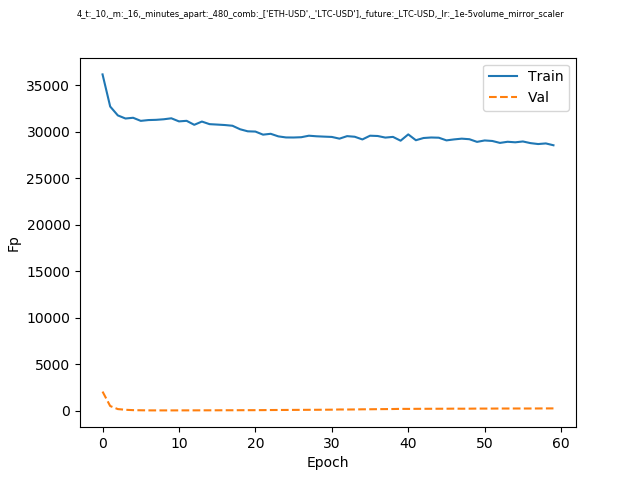 4_t:_10,_m:_16,_minutes_apart:_480_comb:_['ETH-USD',_'LTC-USD'],_future:_LTC-USD,_lr:_1e-5volume_mirror_scaler
Train
Val
35000
30000
25000
20000
15000
10000
5000
0
Fp
0 10 20 30 40 50 60
Epoch